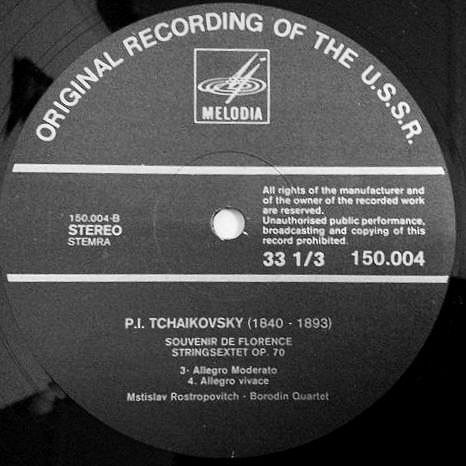 ORIGINAL RECORDING OF THE U.S.S.R.
MELODIA
150.004-B
STEREO
STEMRA
All rights of the manufacturer and
of the owner of the recorded work
are reserved.
Unauthorised public performance,
broadcasting and copying of this
record prohibited.
33 1/3 150.004
P.I. TCHAIKOVSKY (1840 - 1893)
SOUVENIR DE FLORENCE
STRINGSEXTET OP. 70
3- Allegro Moderato
4. Allegro vivace
Mstislav Rostropovitch - Borodin Quartet